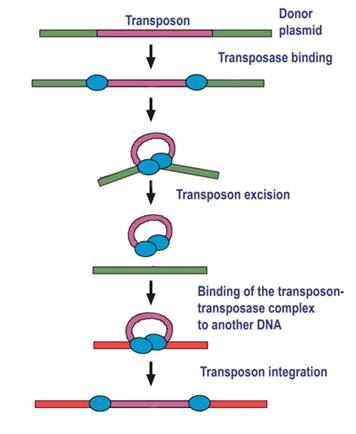 Transposon
Donor
plasmid
Transposase binding
Transposon excision
Binding of the transposon-
transposase complex
to another DNA
Transposon integration